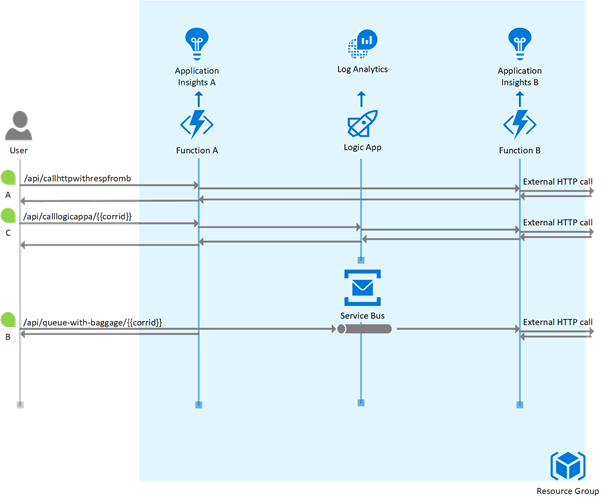 Application
Insights A
Log Analytics
Application
Insights B
User
Function A
Logic App
Function B
/api/callhttpwithrespfromb
External HTTP call
A
/api/calllogicappa/{{corrid}}
External HTTP call
C
Service Bus
/api/queue-with-baggage/{{corrid}}
External HTTP call
B
Resource Group